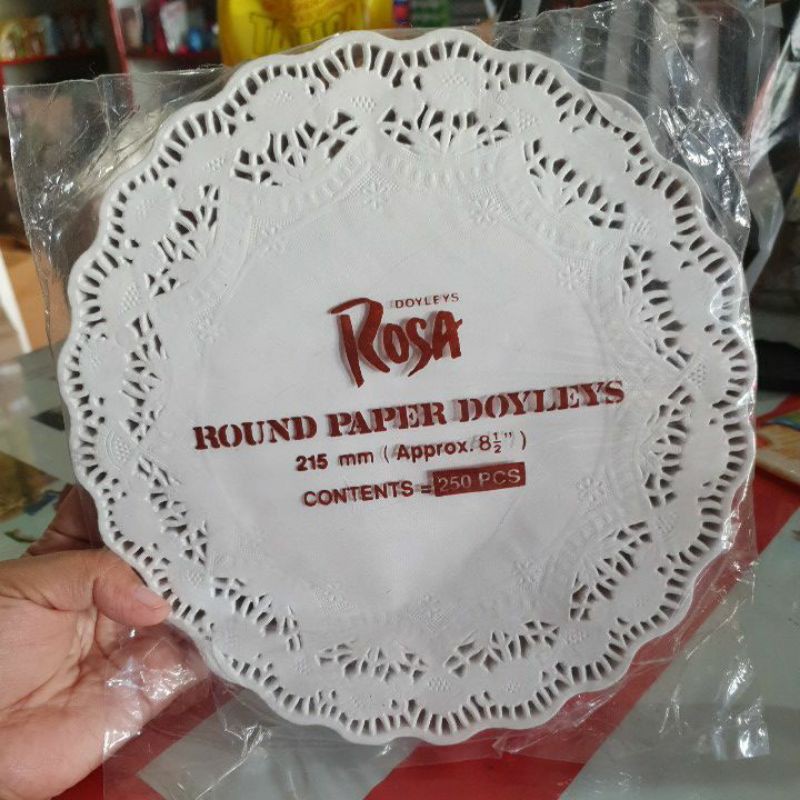 DOYLEYS
ROSA
ROUND PAPER DOYLEYS
215 mm (Approx. 8½")
CONTENTS = 250 PCS